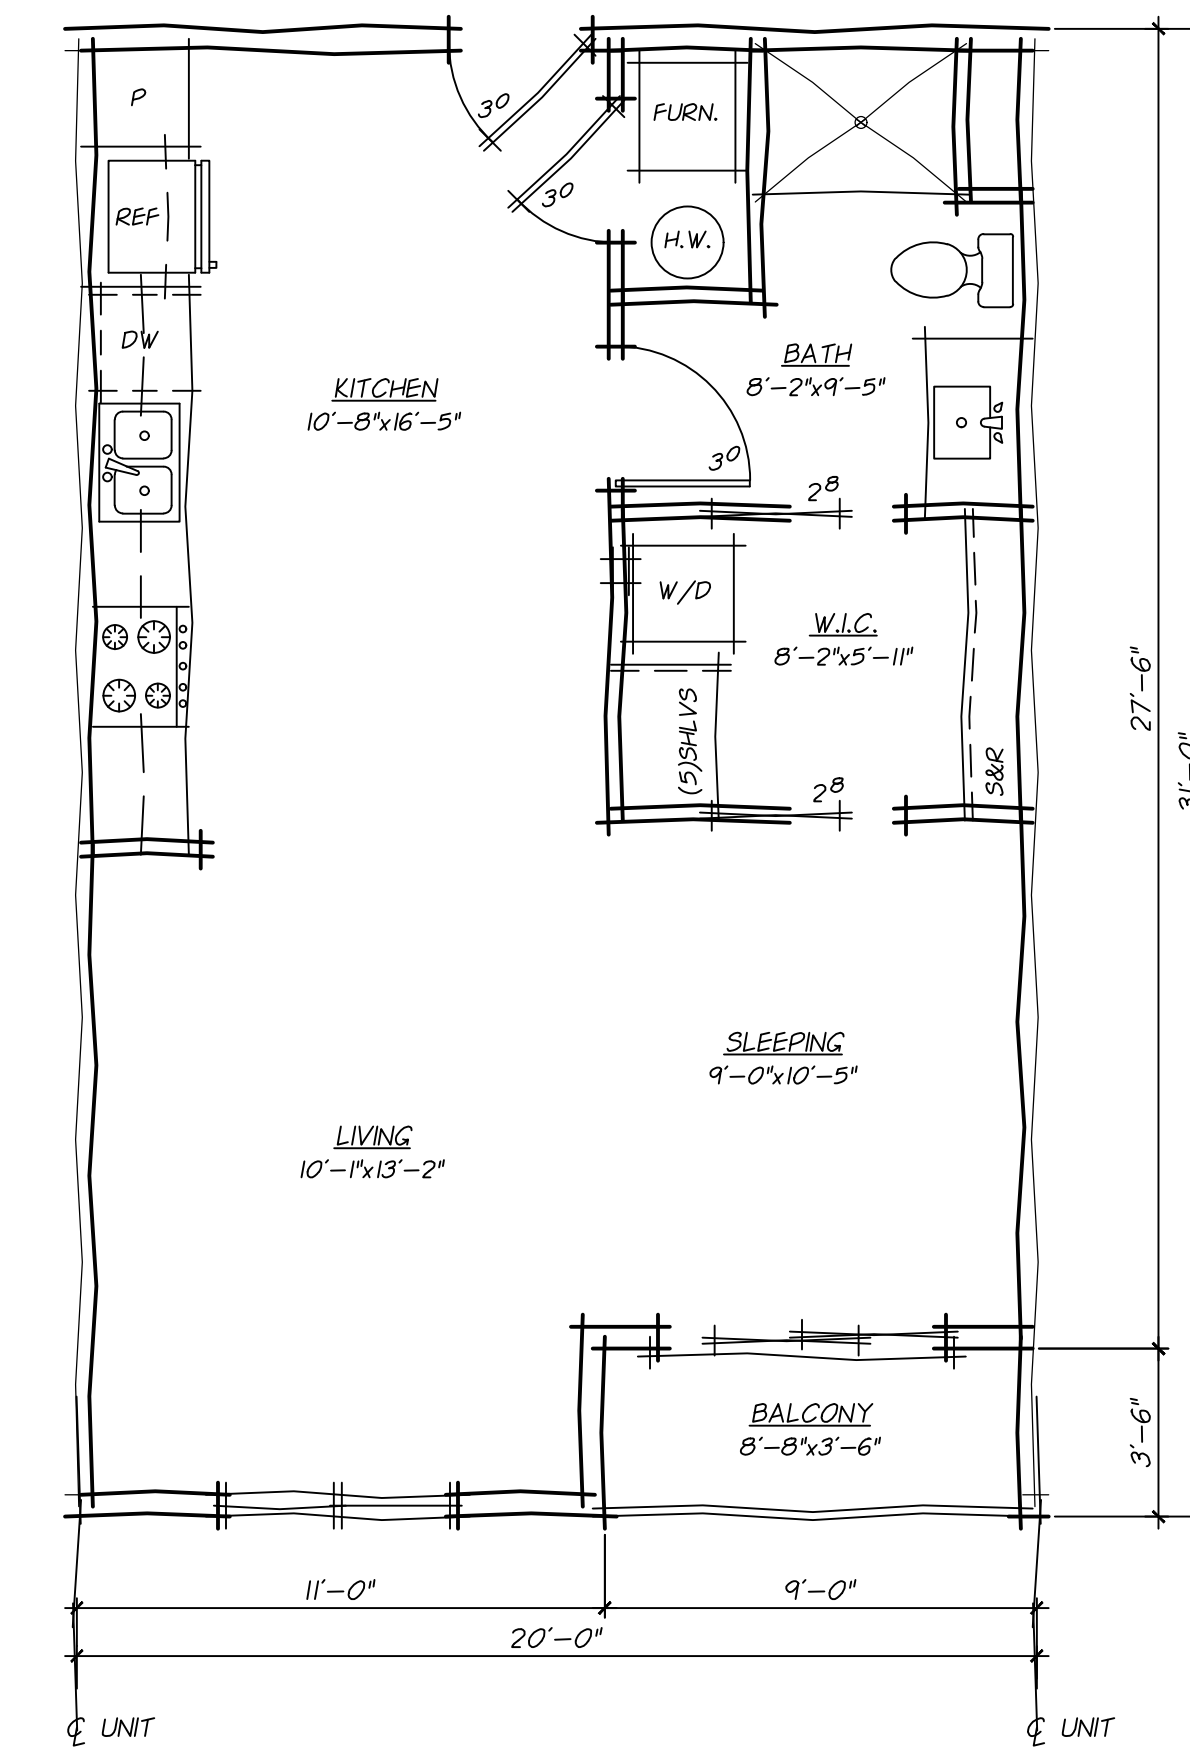 P
3⁰
FURN.
REF
3⁰
H.W.
DW
BATH
8'-2"x9'-5"
KITCHEN
10'-8"x16'-5"
3⁰
2⁸
W/D
W.I.C.
8'-2"x5'-11"
27'-6"
31'-0"
(5)SHLVS
S&R
2⁸
SLEEPING
9'-0"x10'-5"
LIVING
10'-1"x13'-2"
BALCONY
8'-8"x3'-6"
3'-6"
11'-0"
9'-0"
20'-0"
℄ UNIT
℄ UNIT